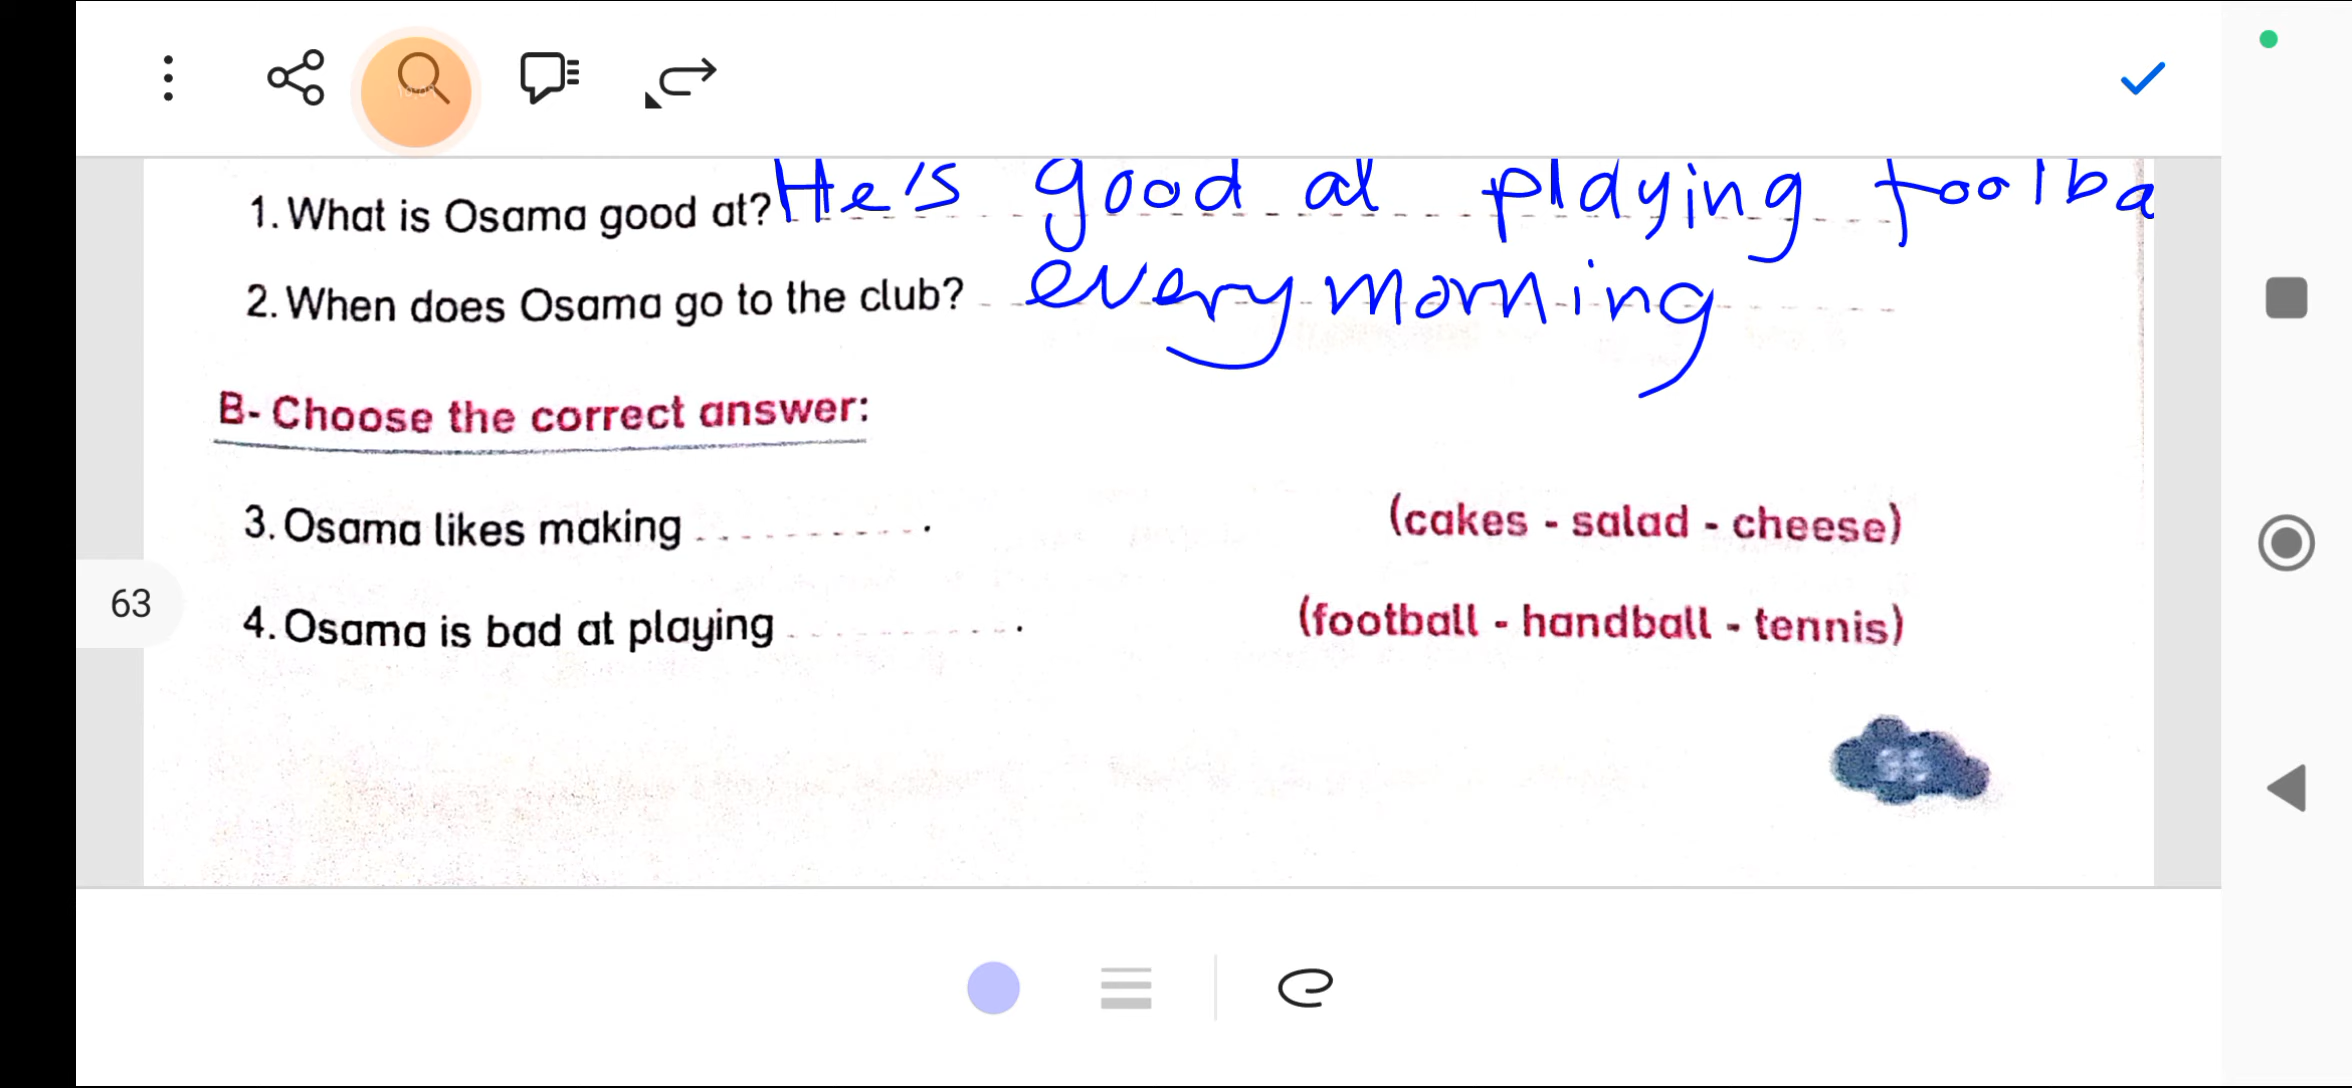 1. What is Osama good at? He's good at playing footba
2. When does Osama go to the club? every morning
B- Choose the correct answer:
3. Osama likes making .......... . (cakes - salad - cheese)
63
4. Osama is bad at playing .......... . (football - handball - tennis)